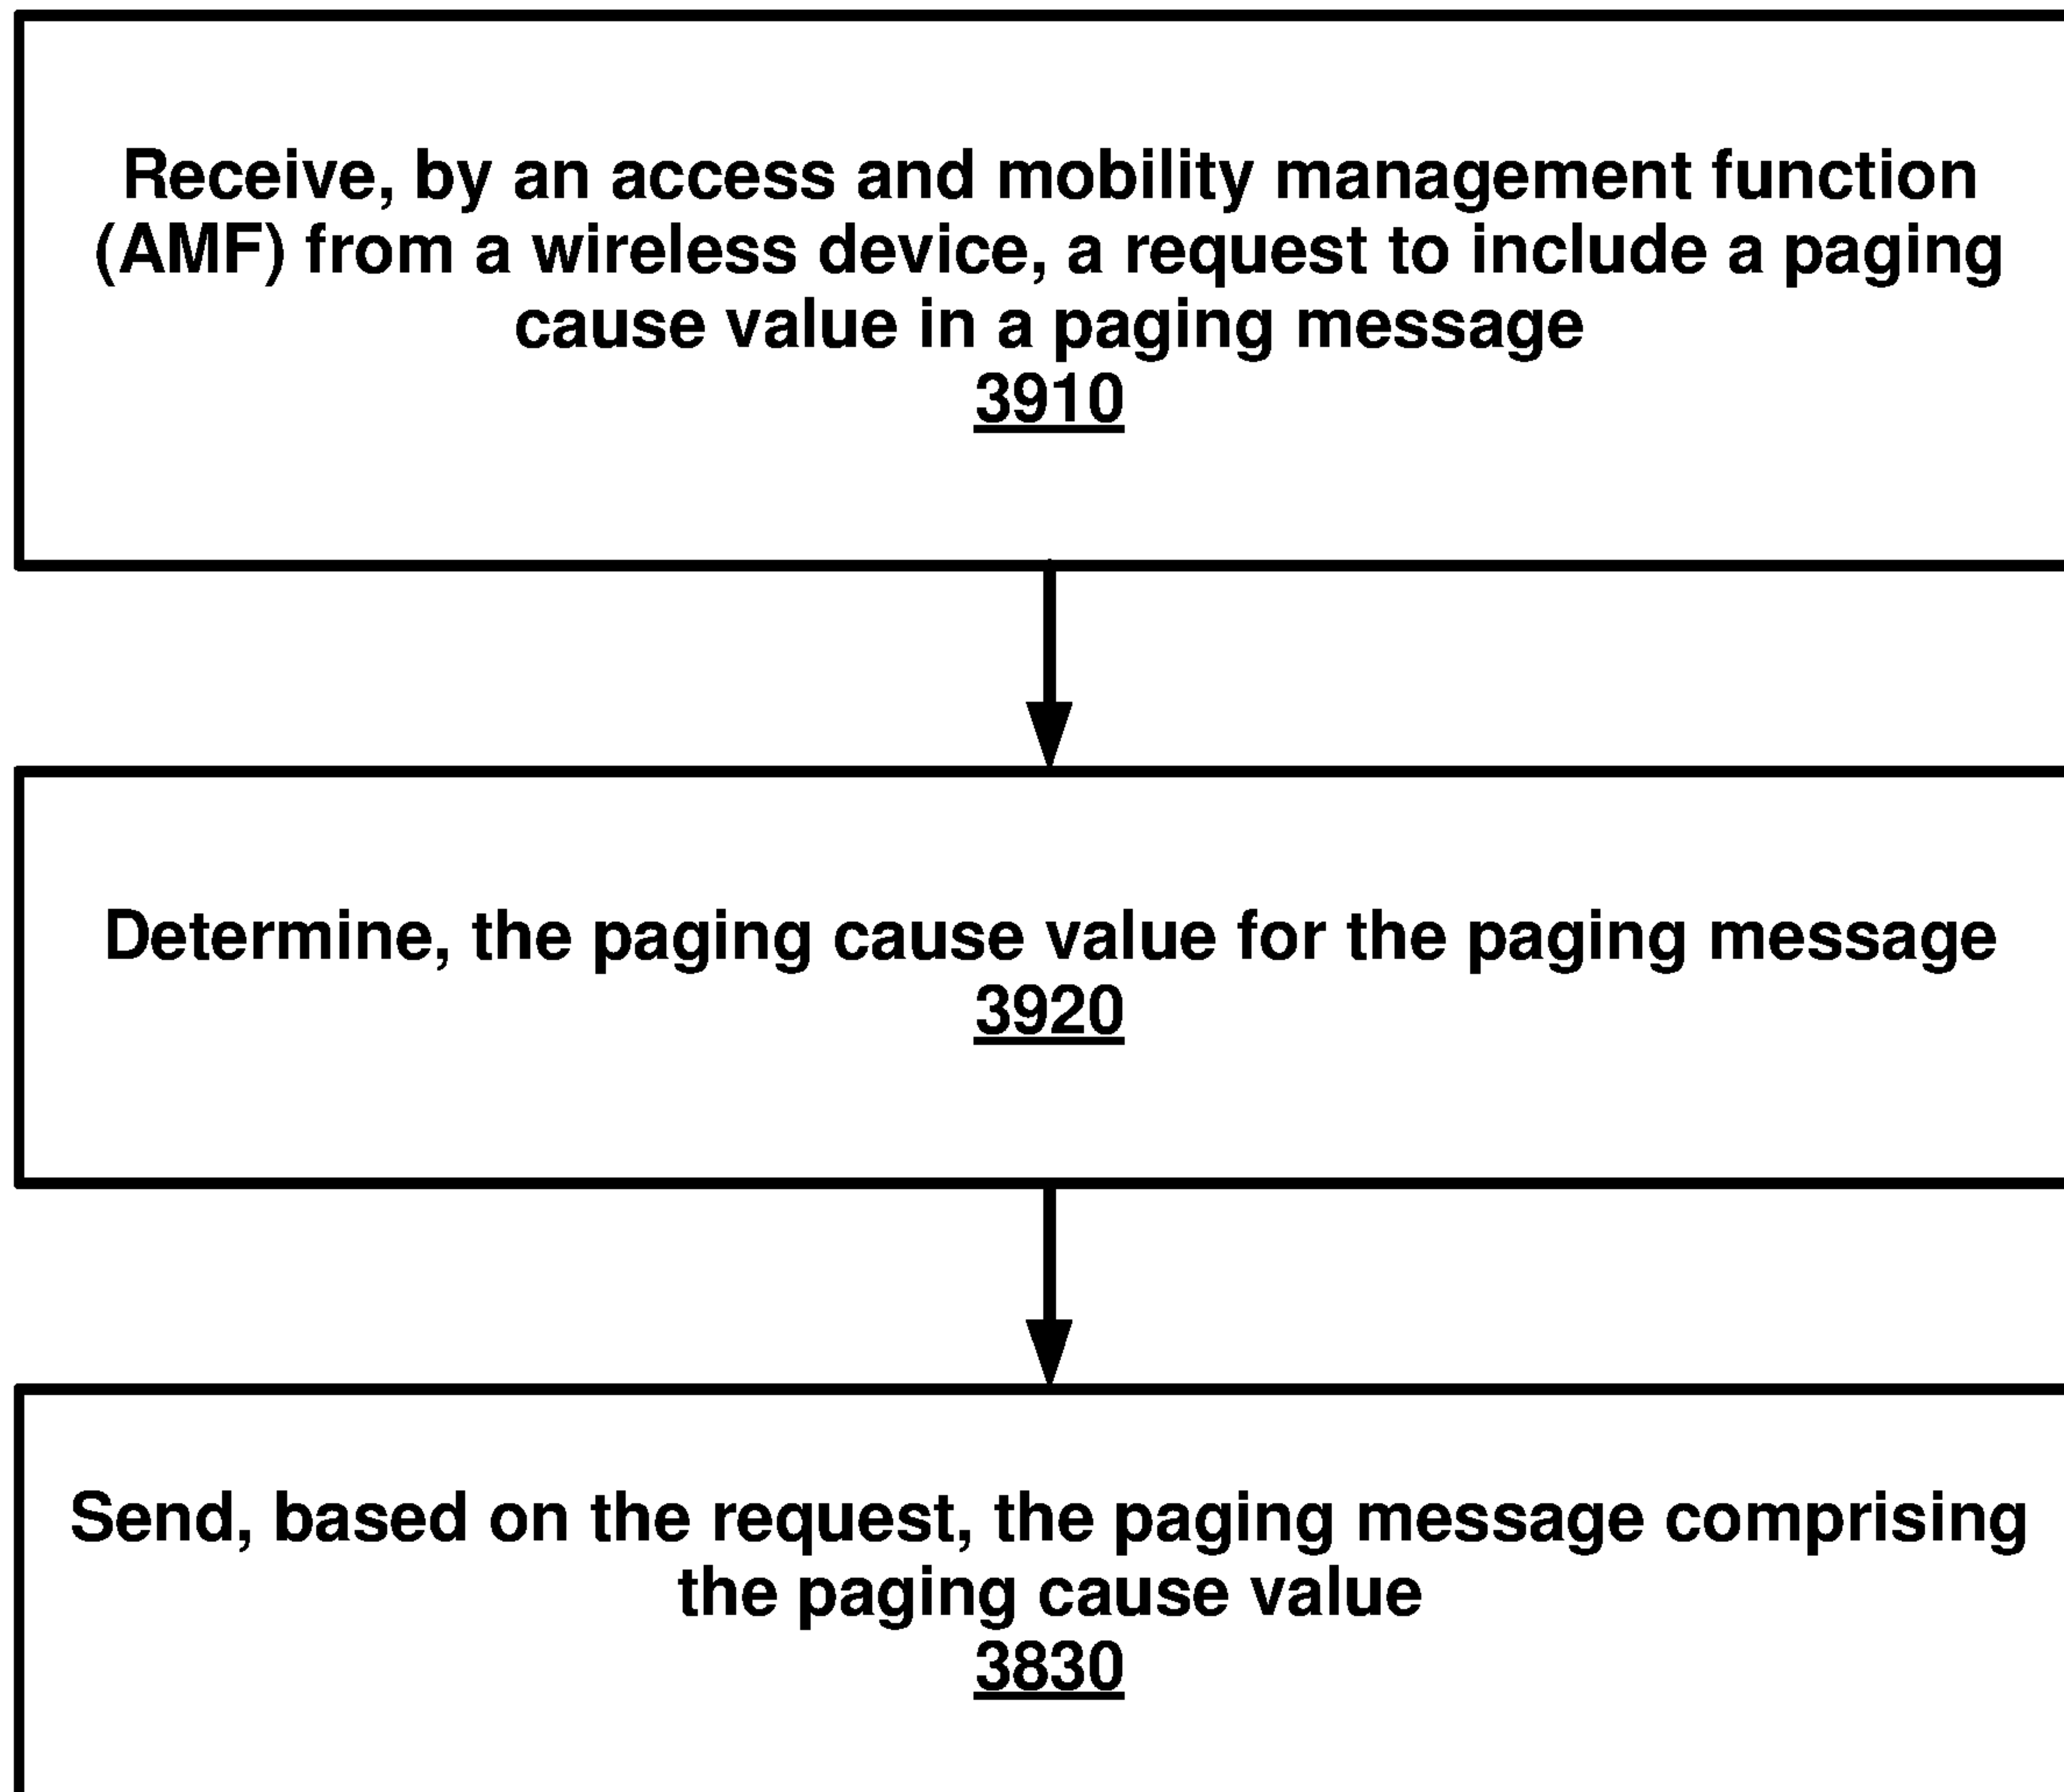 Receive, by an access and mobility management function
(AMF) from a wireless device, a request to include a paging
cause value in a paging message
3910
Determine, the paging cause value for the paging message
3920
Send, based on the request, the paging message comprising
the paging cause value
3830